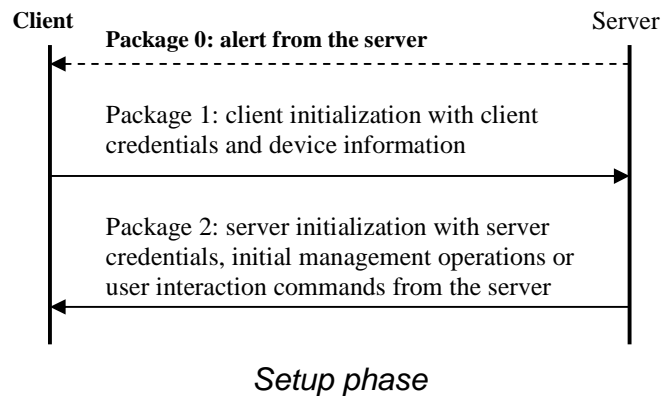 Client
Server
Package 0: alert from the server
Package 1: client initialization with client
credentials and device information
Package 2: server initialization with server
credentials, initial management operations or
user interaction commands from the server
Setup phase